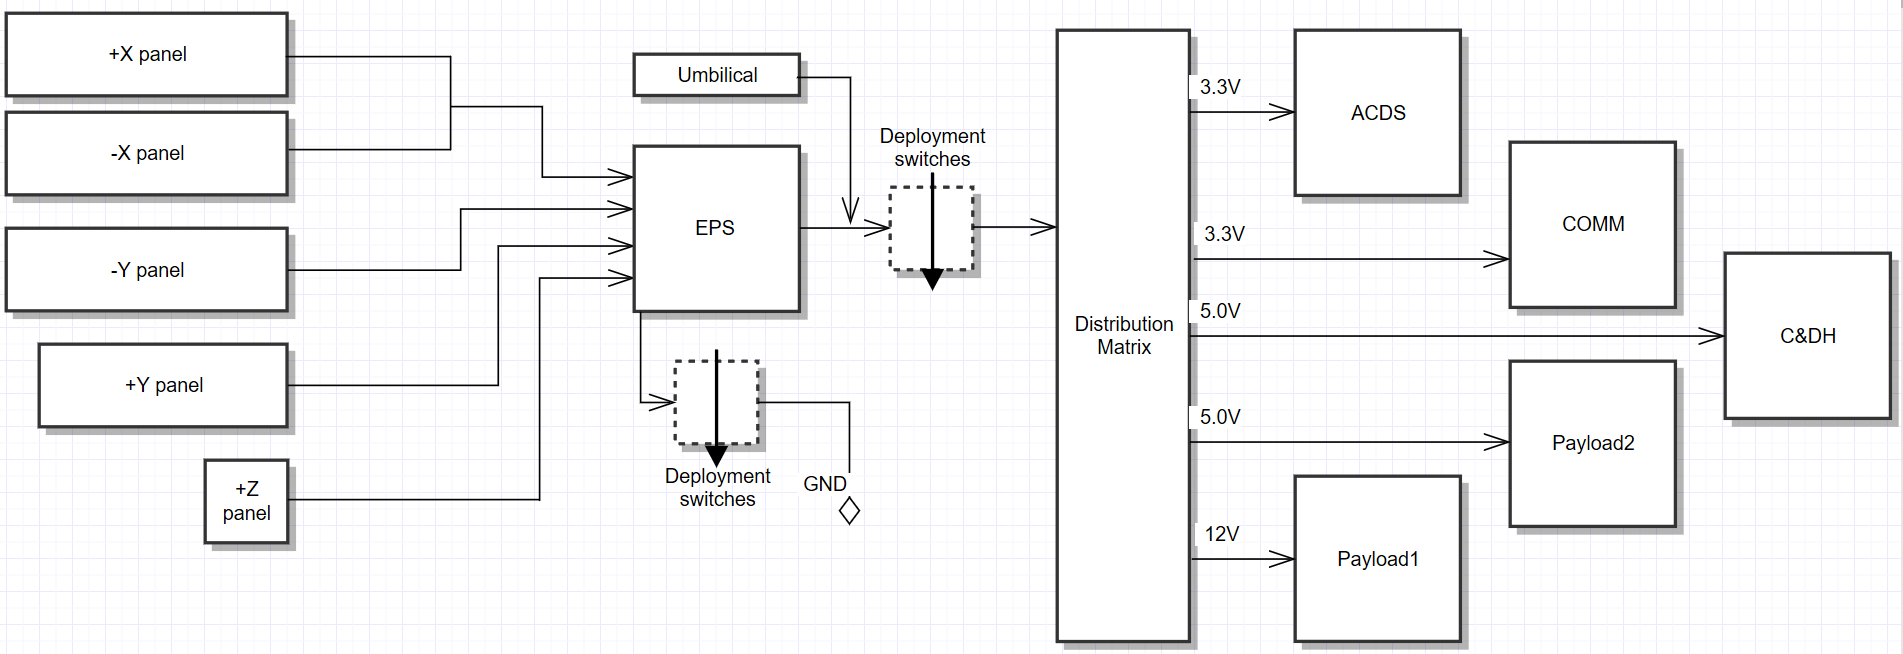 +X panel
-X panel
-Y panel
+Y panel
+Z
panel
Umbilical
EPS
Deployment
switches
Deployment
switches
GND
Distribution
Matrix
3.3V
3.3V
5.0V
5.0V
12V
ACDS
COMM
C&DH
Payload2
Payload1